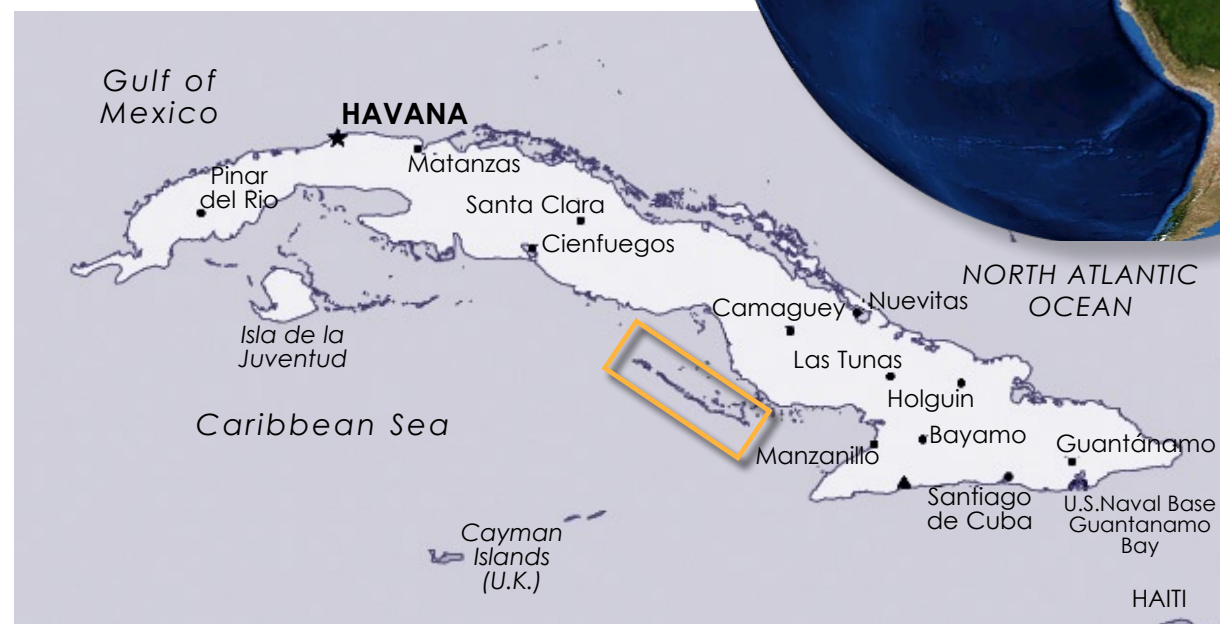 Gulf of
Mexico
HAVANA
Matanzas
Pinar
del Rio
Santa Clara
Cienfuegos
NORTH ATLANTIC
OCEAN
Camaguey
Nuevitas
Isla de la
Juventud
Las Tunas
Holguin
Caribbean Sea
Bayamo
Guantánamo
Manzanillo
Santiago
de Cuba
U.S.Naval Base
Guantanamo
Bay
Cayman
Islands
(U.K.)
HAITI